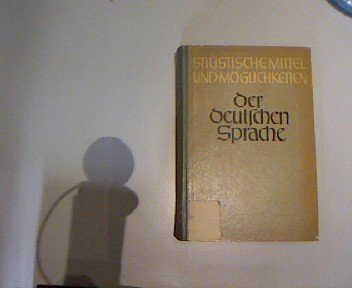 STILISTISCHE MITTEL
UND MÖGLICHKEITEN
der
deutschen
Sprache